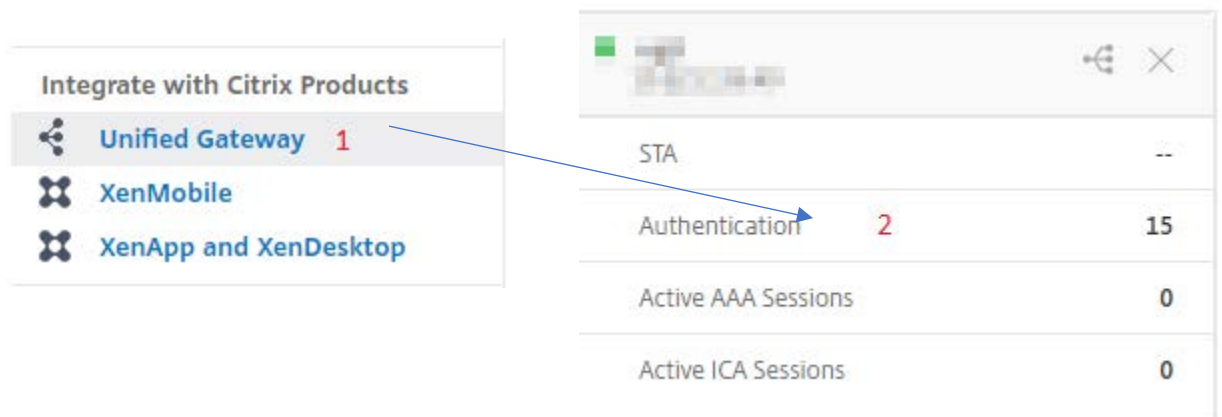 Integrate with Citrix Products
Unified Gateway 1
XenMobile
XenApp and XenDesktop
STA --
Authentication 2 15
Active AAA Sessions 0
Active ICA Sessions 0